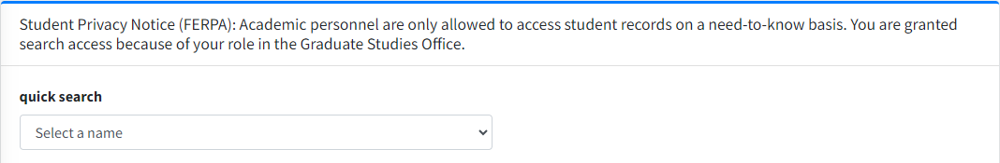 Student Privacy Notice (FERPA): Academic personnel are only allowed to access student records on a need-to-know basis. You are granted
search access because of your role in the Graduate Studies Office.
quick search
Select a name